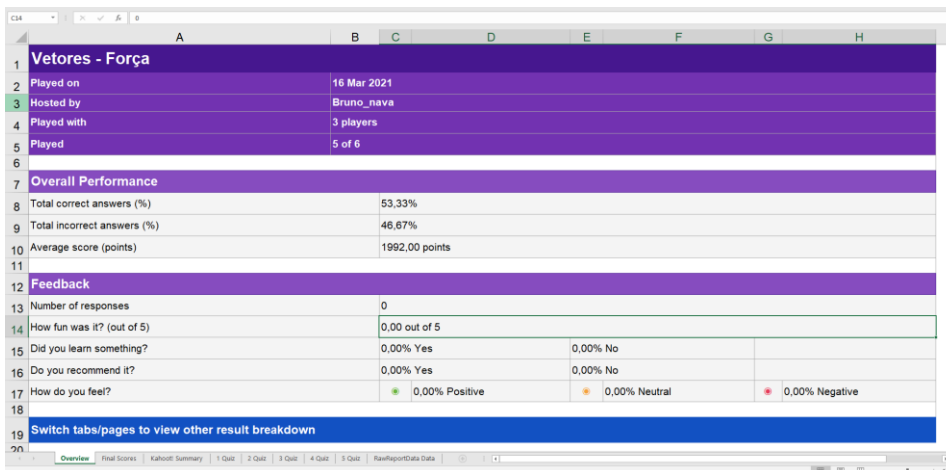 C14 fx 0
A B C D E F G H
1 Vetores - Força
2 Played on 16 Mar 2021
3 Hosted by Bruno_nava
4 Played with 3 players
5 Played 5 of 6
6
7 Overall Performance
8 Total correct answers (%) 53,33%
9 Total incorrect answers (%) 46,67%
10 Average score (points) 1992,00 points
11
12 Feedback
13 Number of responses 0
14 How fun was it? (out of 5) 0,00 out of 5
15 Did you learn something? 0,00% Yes 0,00% No
16 Do you recommend it? 0,00% Yes 0,00% No
17 How do you feel? 0,00% Positive 0,00% Neutral 0,00% Negative
18
19 Switch tabs/pages to view other result breakdown
20
Overview Final Scores Kahoot! Summary 1 Quiz 2 Quiz 3 Quiz 4 Quiz 5 Quiz RawReportData Data